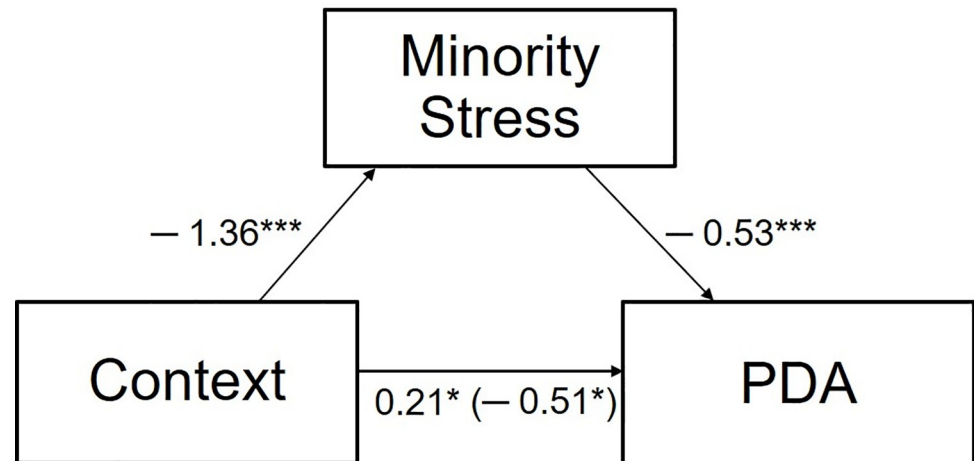 Minority
Stress
— 1.36***
— 0.53***
Context
0.21* (— 0.51*)
PDA